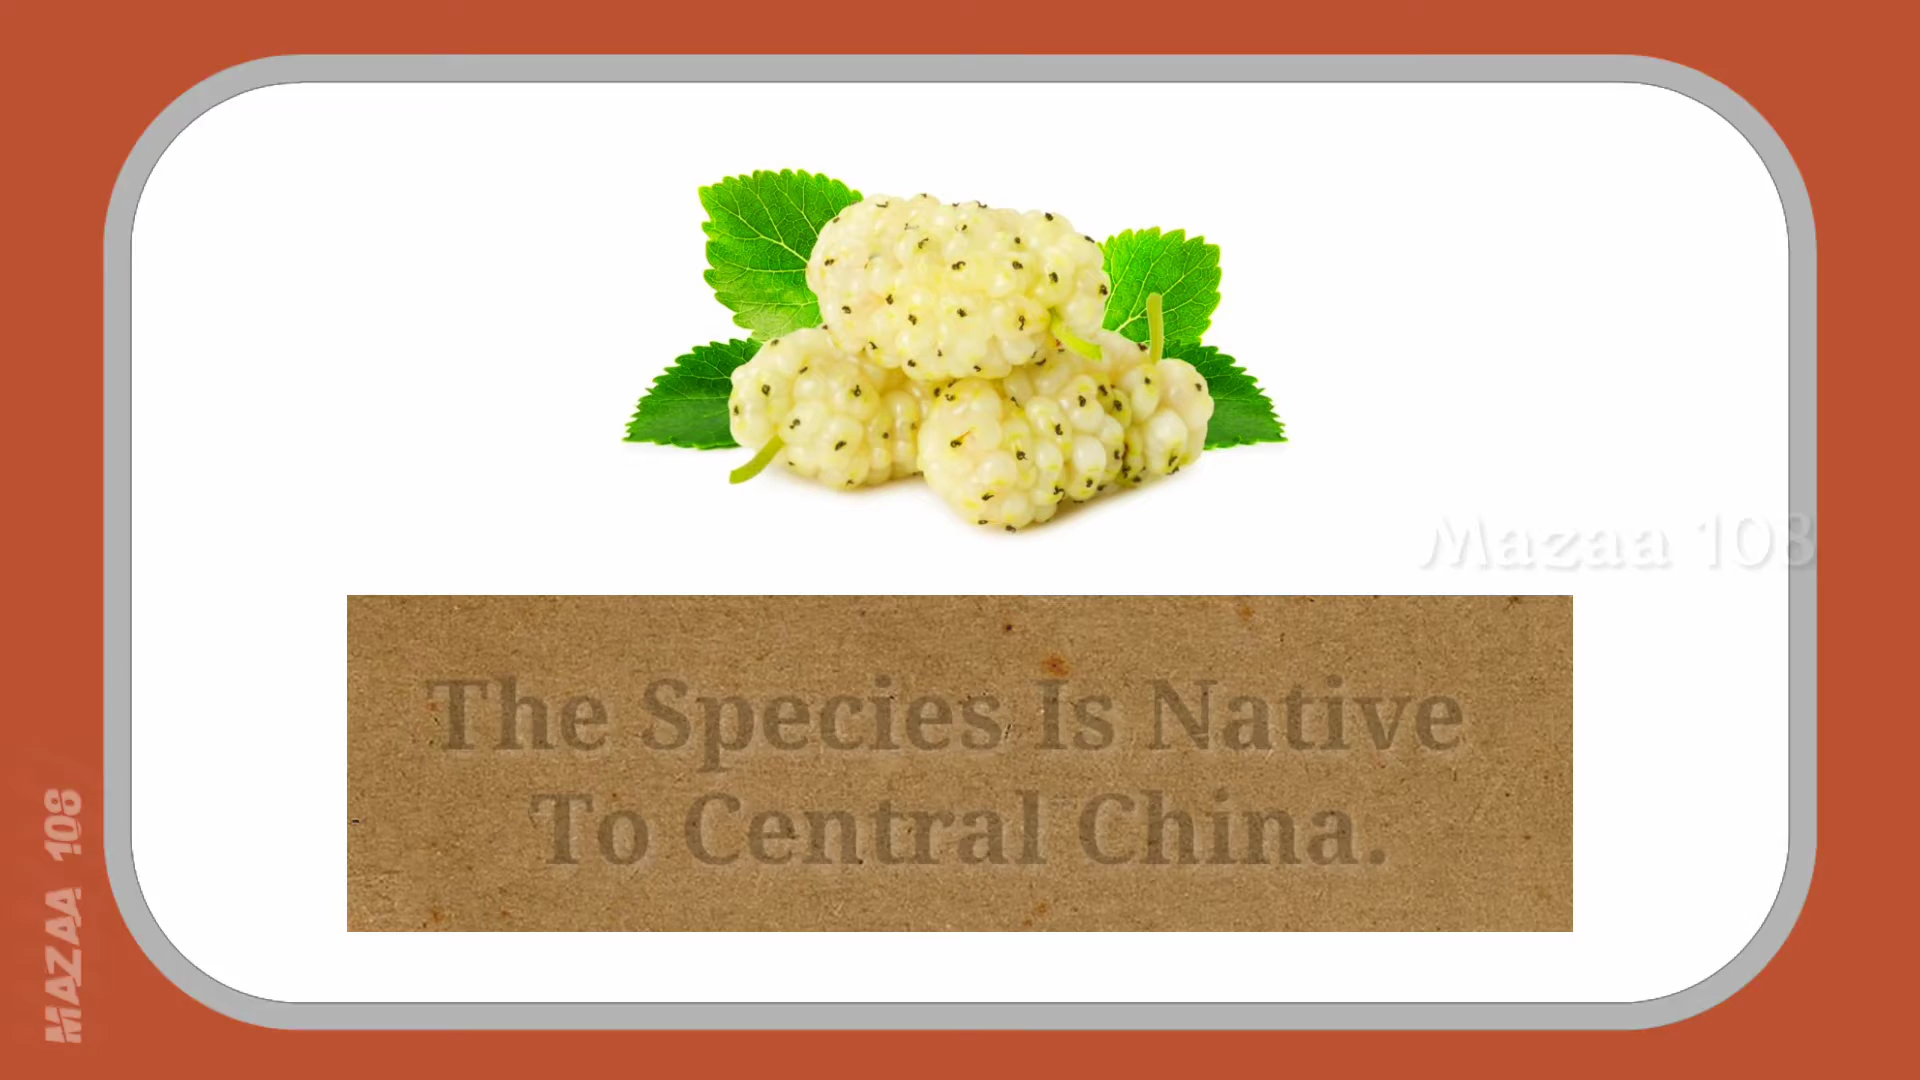 Mazaa 108
The Species Is Native
To Central China.
MAZAA 108